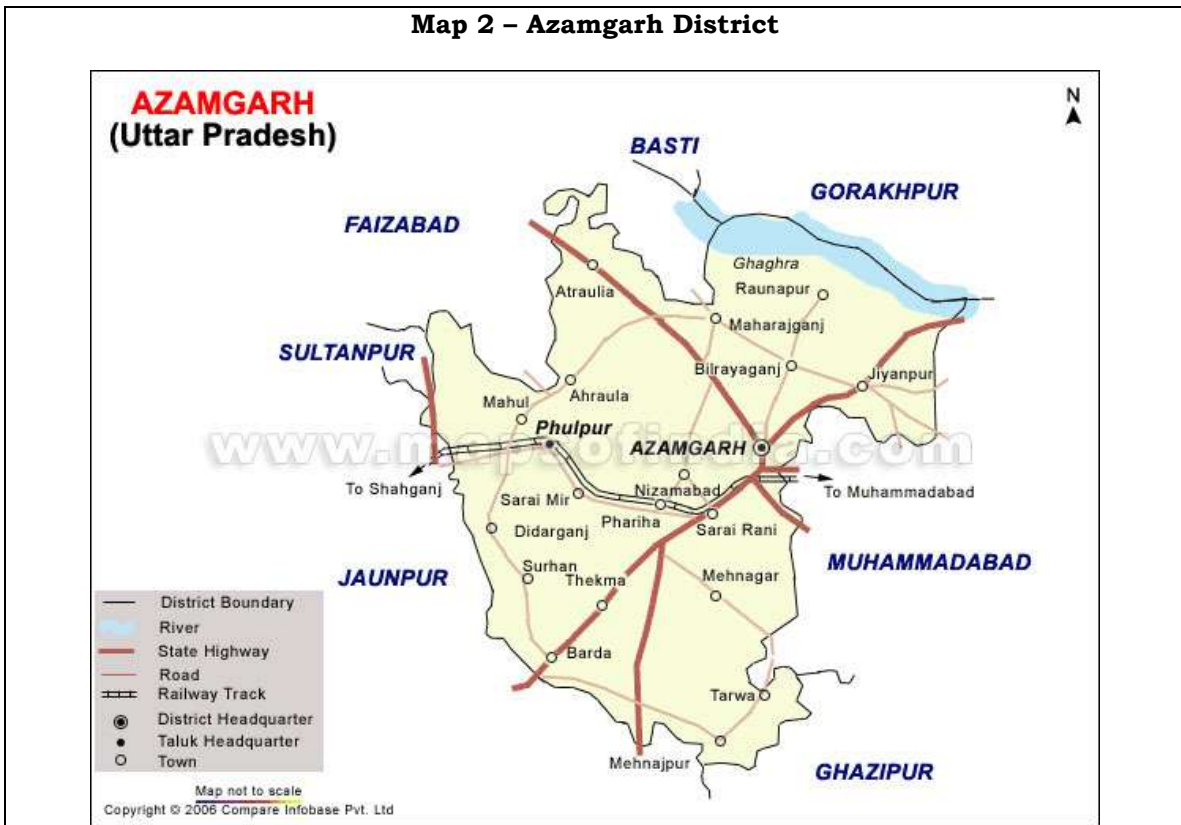 Map 2 – Azamgarh District
AZAMGARH
(Uttar Pradesh)
N
BASTI
GORAKHPUR
FAIZABAD
Ghaghra
Atraulia
Raunapur
Maharajganj
SULTANPUR
Bilrayaganj
Jiyanpur
Ahraula
Mahul
Phulpur
www.mapsofindia.com
AZAMGARH
To Shahganj
Nizamabad
To Muhammadabad
Sarai Mir
Phariha
Sarai Rani
Didarganj
MUHAMMADABAD
JAUNPUR
Surhan
Thekma
Mehnagar
District Boundary
River
State Highway
Road
Railway Track
District Headquarter
Taluk Headquarter
Town
Barda
Tarwa
Mehnajpur
GHAZIPUR
Map not to scale
Copyright © 2006 Compare Infobase Pvt. Ltd